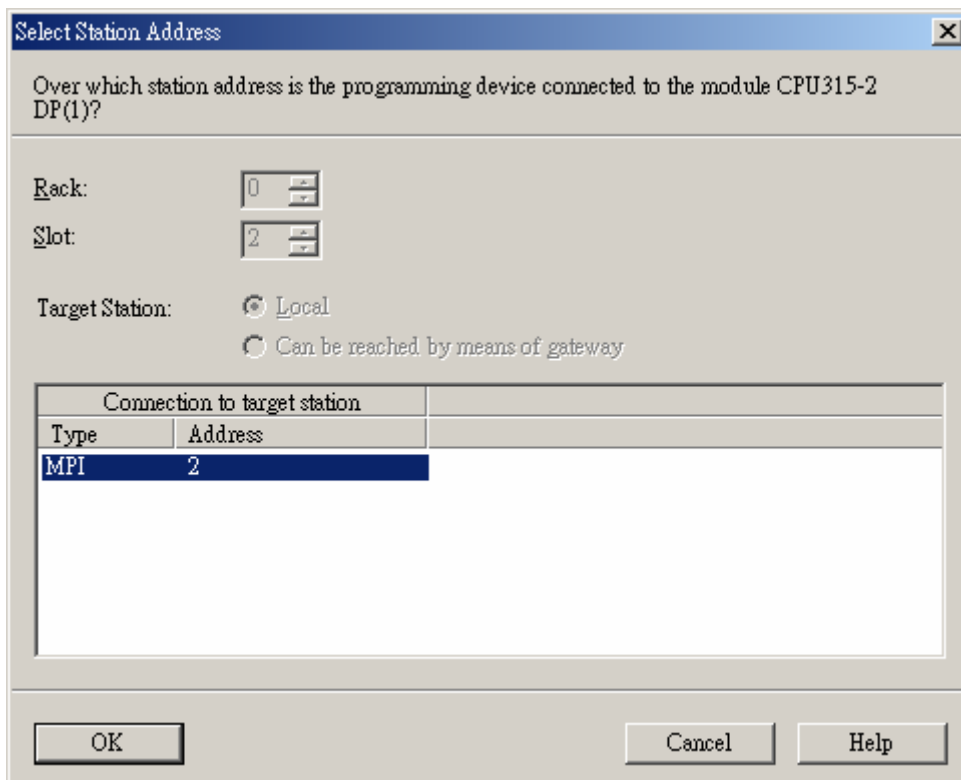 Select Station Address
Over which station address is the programming device connected to the module CPU315-2
DP(1)?
Rack: 0
Slot: 2
Target Station: Local
Can be reached by means of gateway
Connection to target station
Type Address
MPI 2
OK Cancel Help